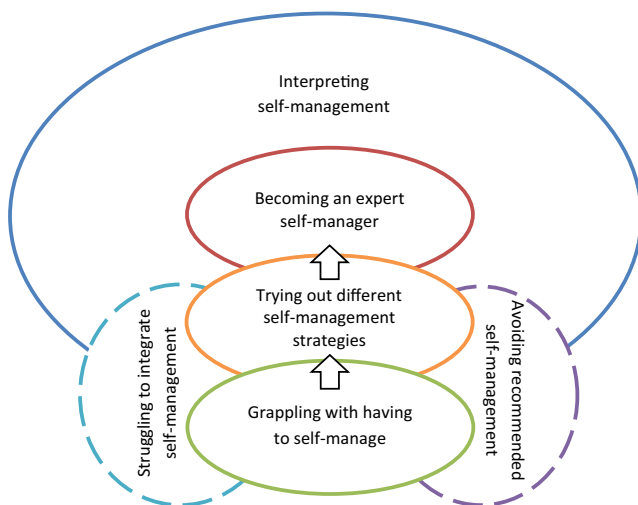 Interpreting
self-management
Becoming an expert
self-manager
Trying out different
self-management
strategies
Grappling with having
to self-manage
Struggling to integrate
self-management
Avoiding recommended
self-management